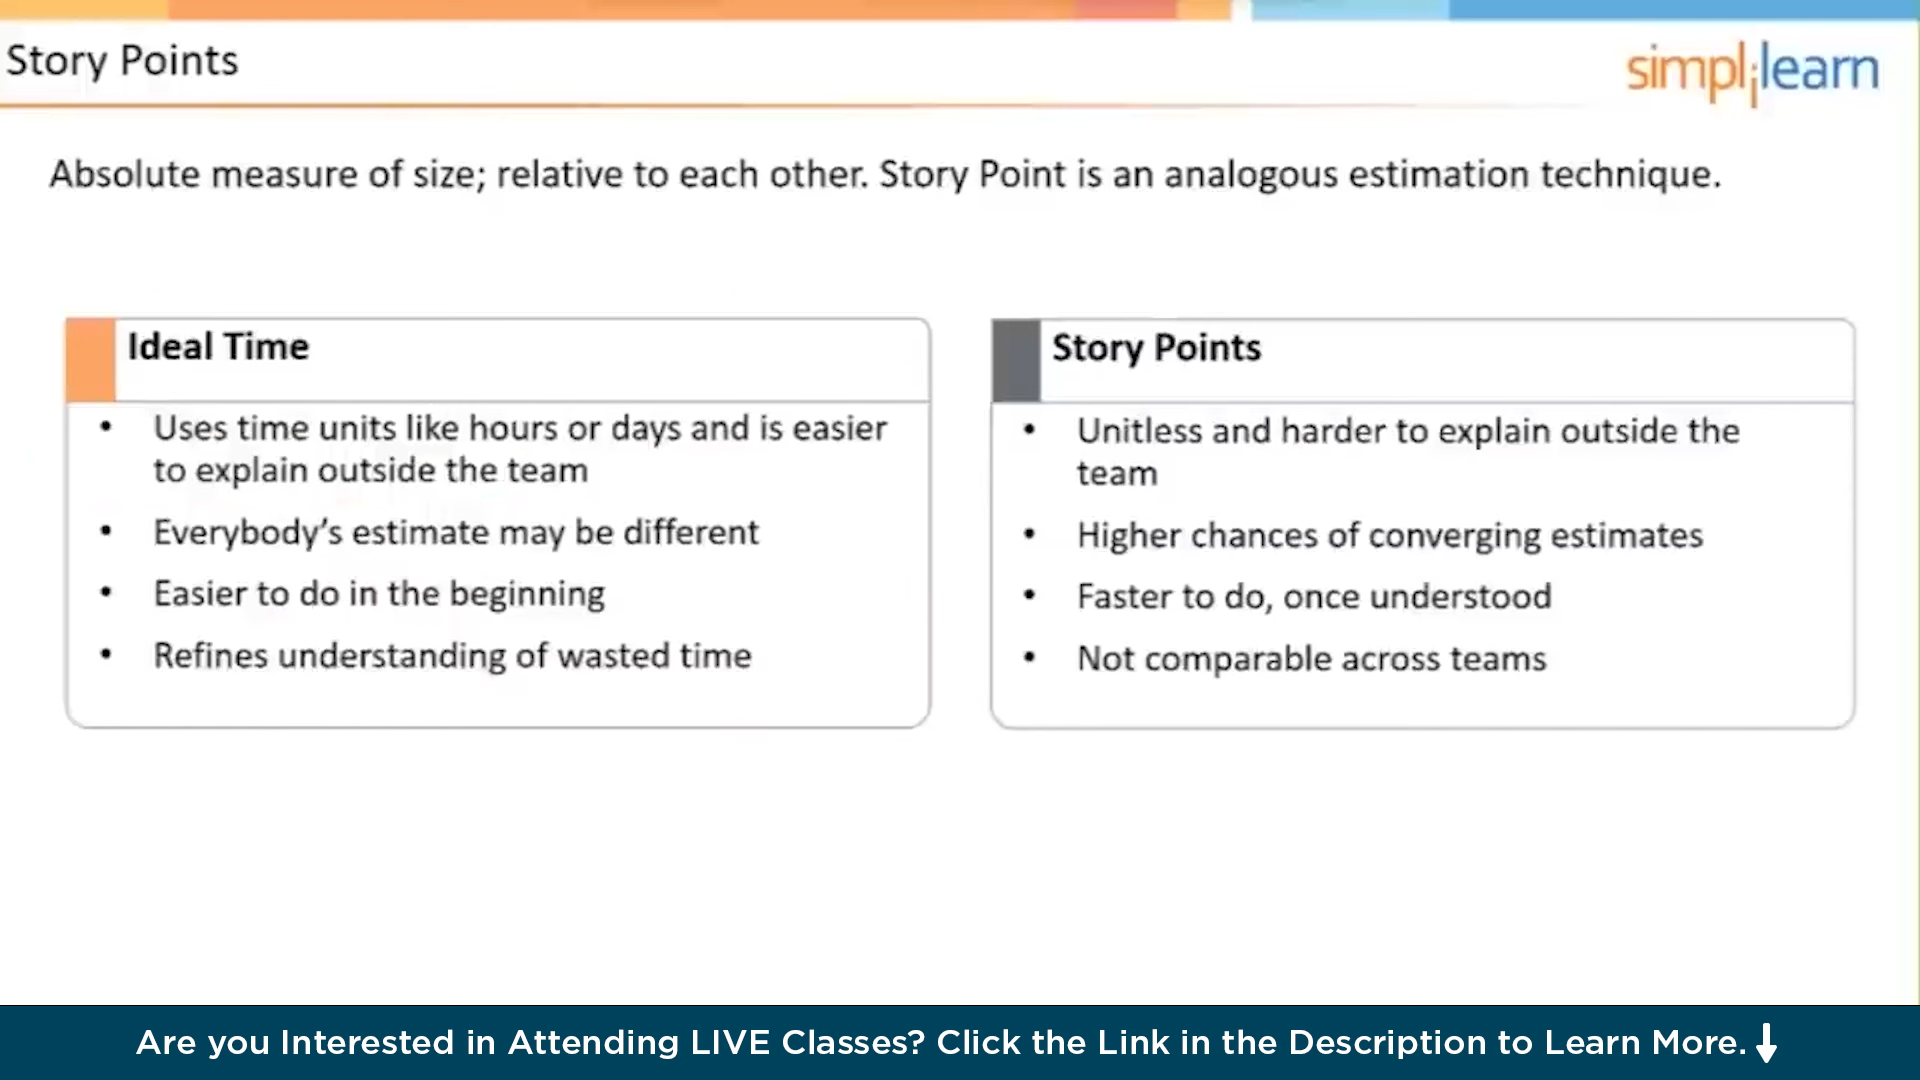 Story Points
simplilearn
Absolute measure of size; relative to each other. Story Point is an analogous estimation technique.
Ideal Time
• Uses time units like hours or days and is easier
to explain outside the team
• Everybody's estimate may be different
• Easier to do in the beginning
• Refines understanding of wasted time
Story Points
• Unitless and harder to explain outside the
team
• Higher chances of converging estimates
• Faster to do, once understood
• Not comparable across teams
Are you Interested in Attending LIVE Classes? Click the Link in the Description to Learn More.